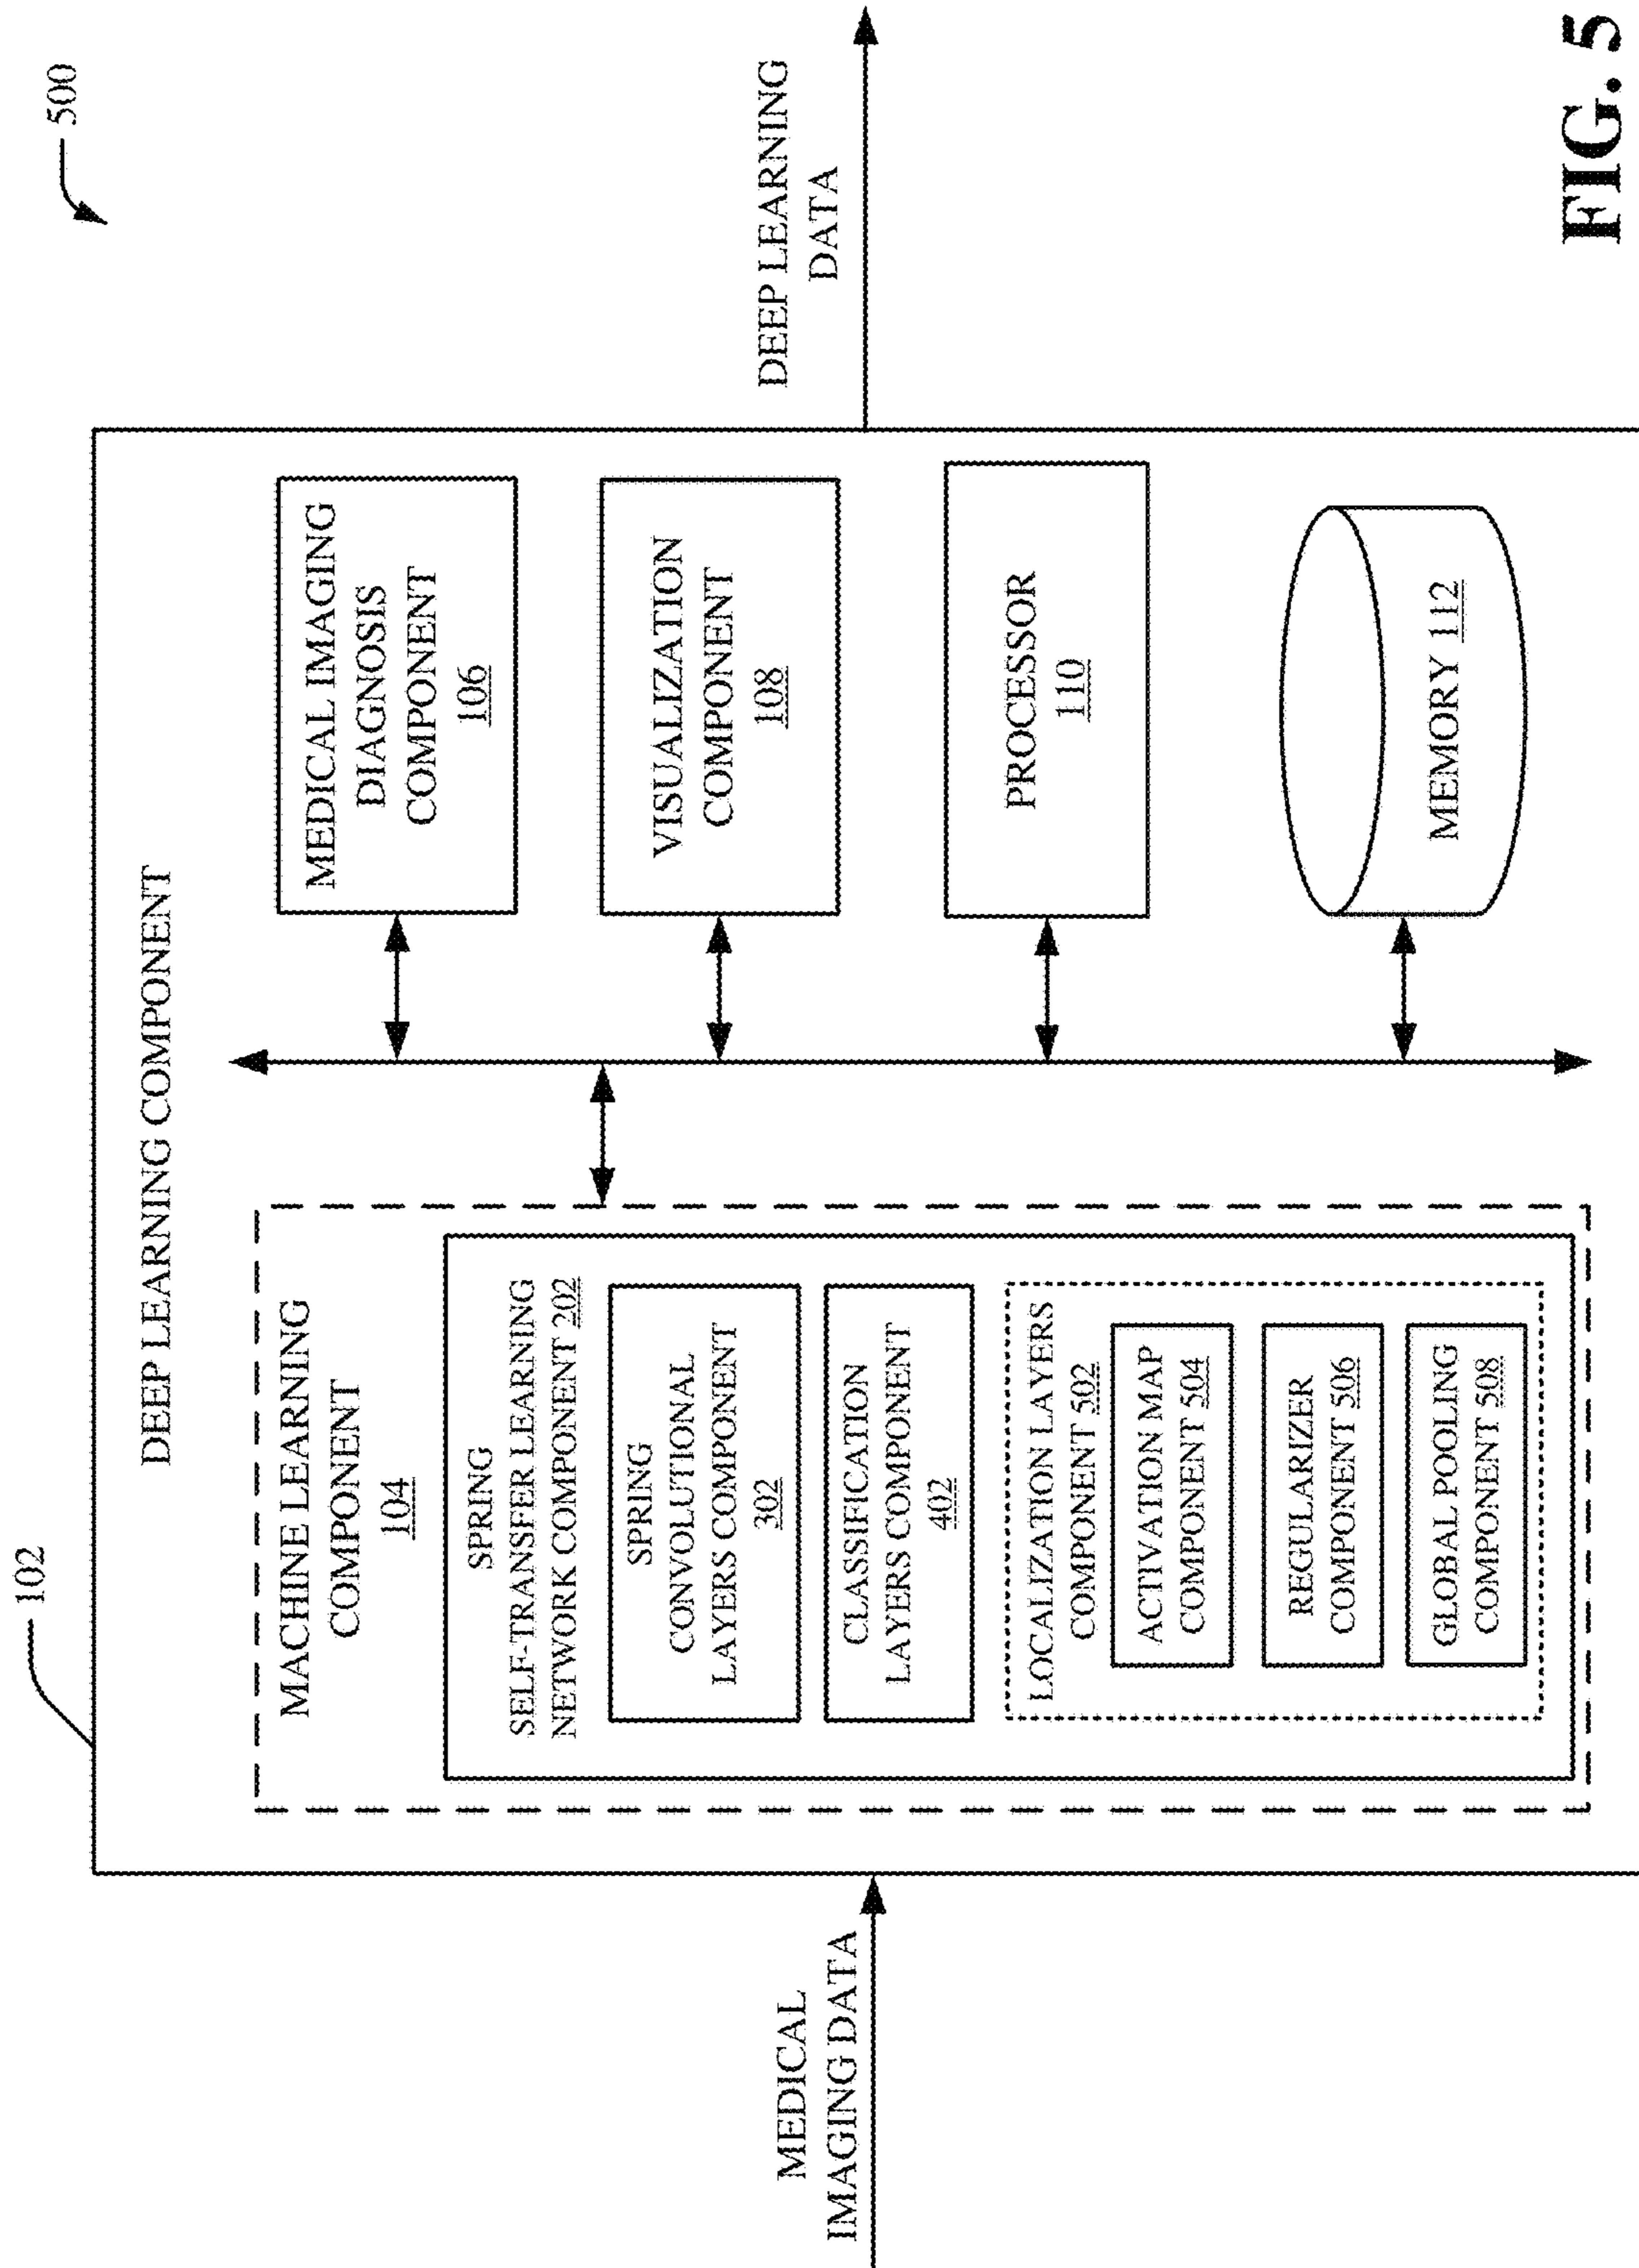 500
102
DEEP LEARNING COMPONENT
MEDICAL
IMAGING DATA
MACHINE LEARNING
COMPONENT
104
SPRING
SELF-TRANSFER LEARNING
NETWORK COMPONENT 202
SPRING
CONVOLUTIONAL
LAYERS COMPONENT
302
CLASSIFICATION
LAYERS COMPONENT
402
LOCALIZATION LAYERS
COMPONENT 502
ACTIVATION MAP
COMPONENT 504
REGULARIZER
COMPONENT 506
GLOBAL POOLING
COMPONENT 508
MEDICAL IMAGING
DIAGNOSIS
COMPONENT
106
VISUALIZATION
COMPONENT
108
PROCESSOR
110
MEMORY 112
DEEP LEARNING
DATA
FIG. 5